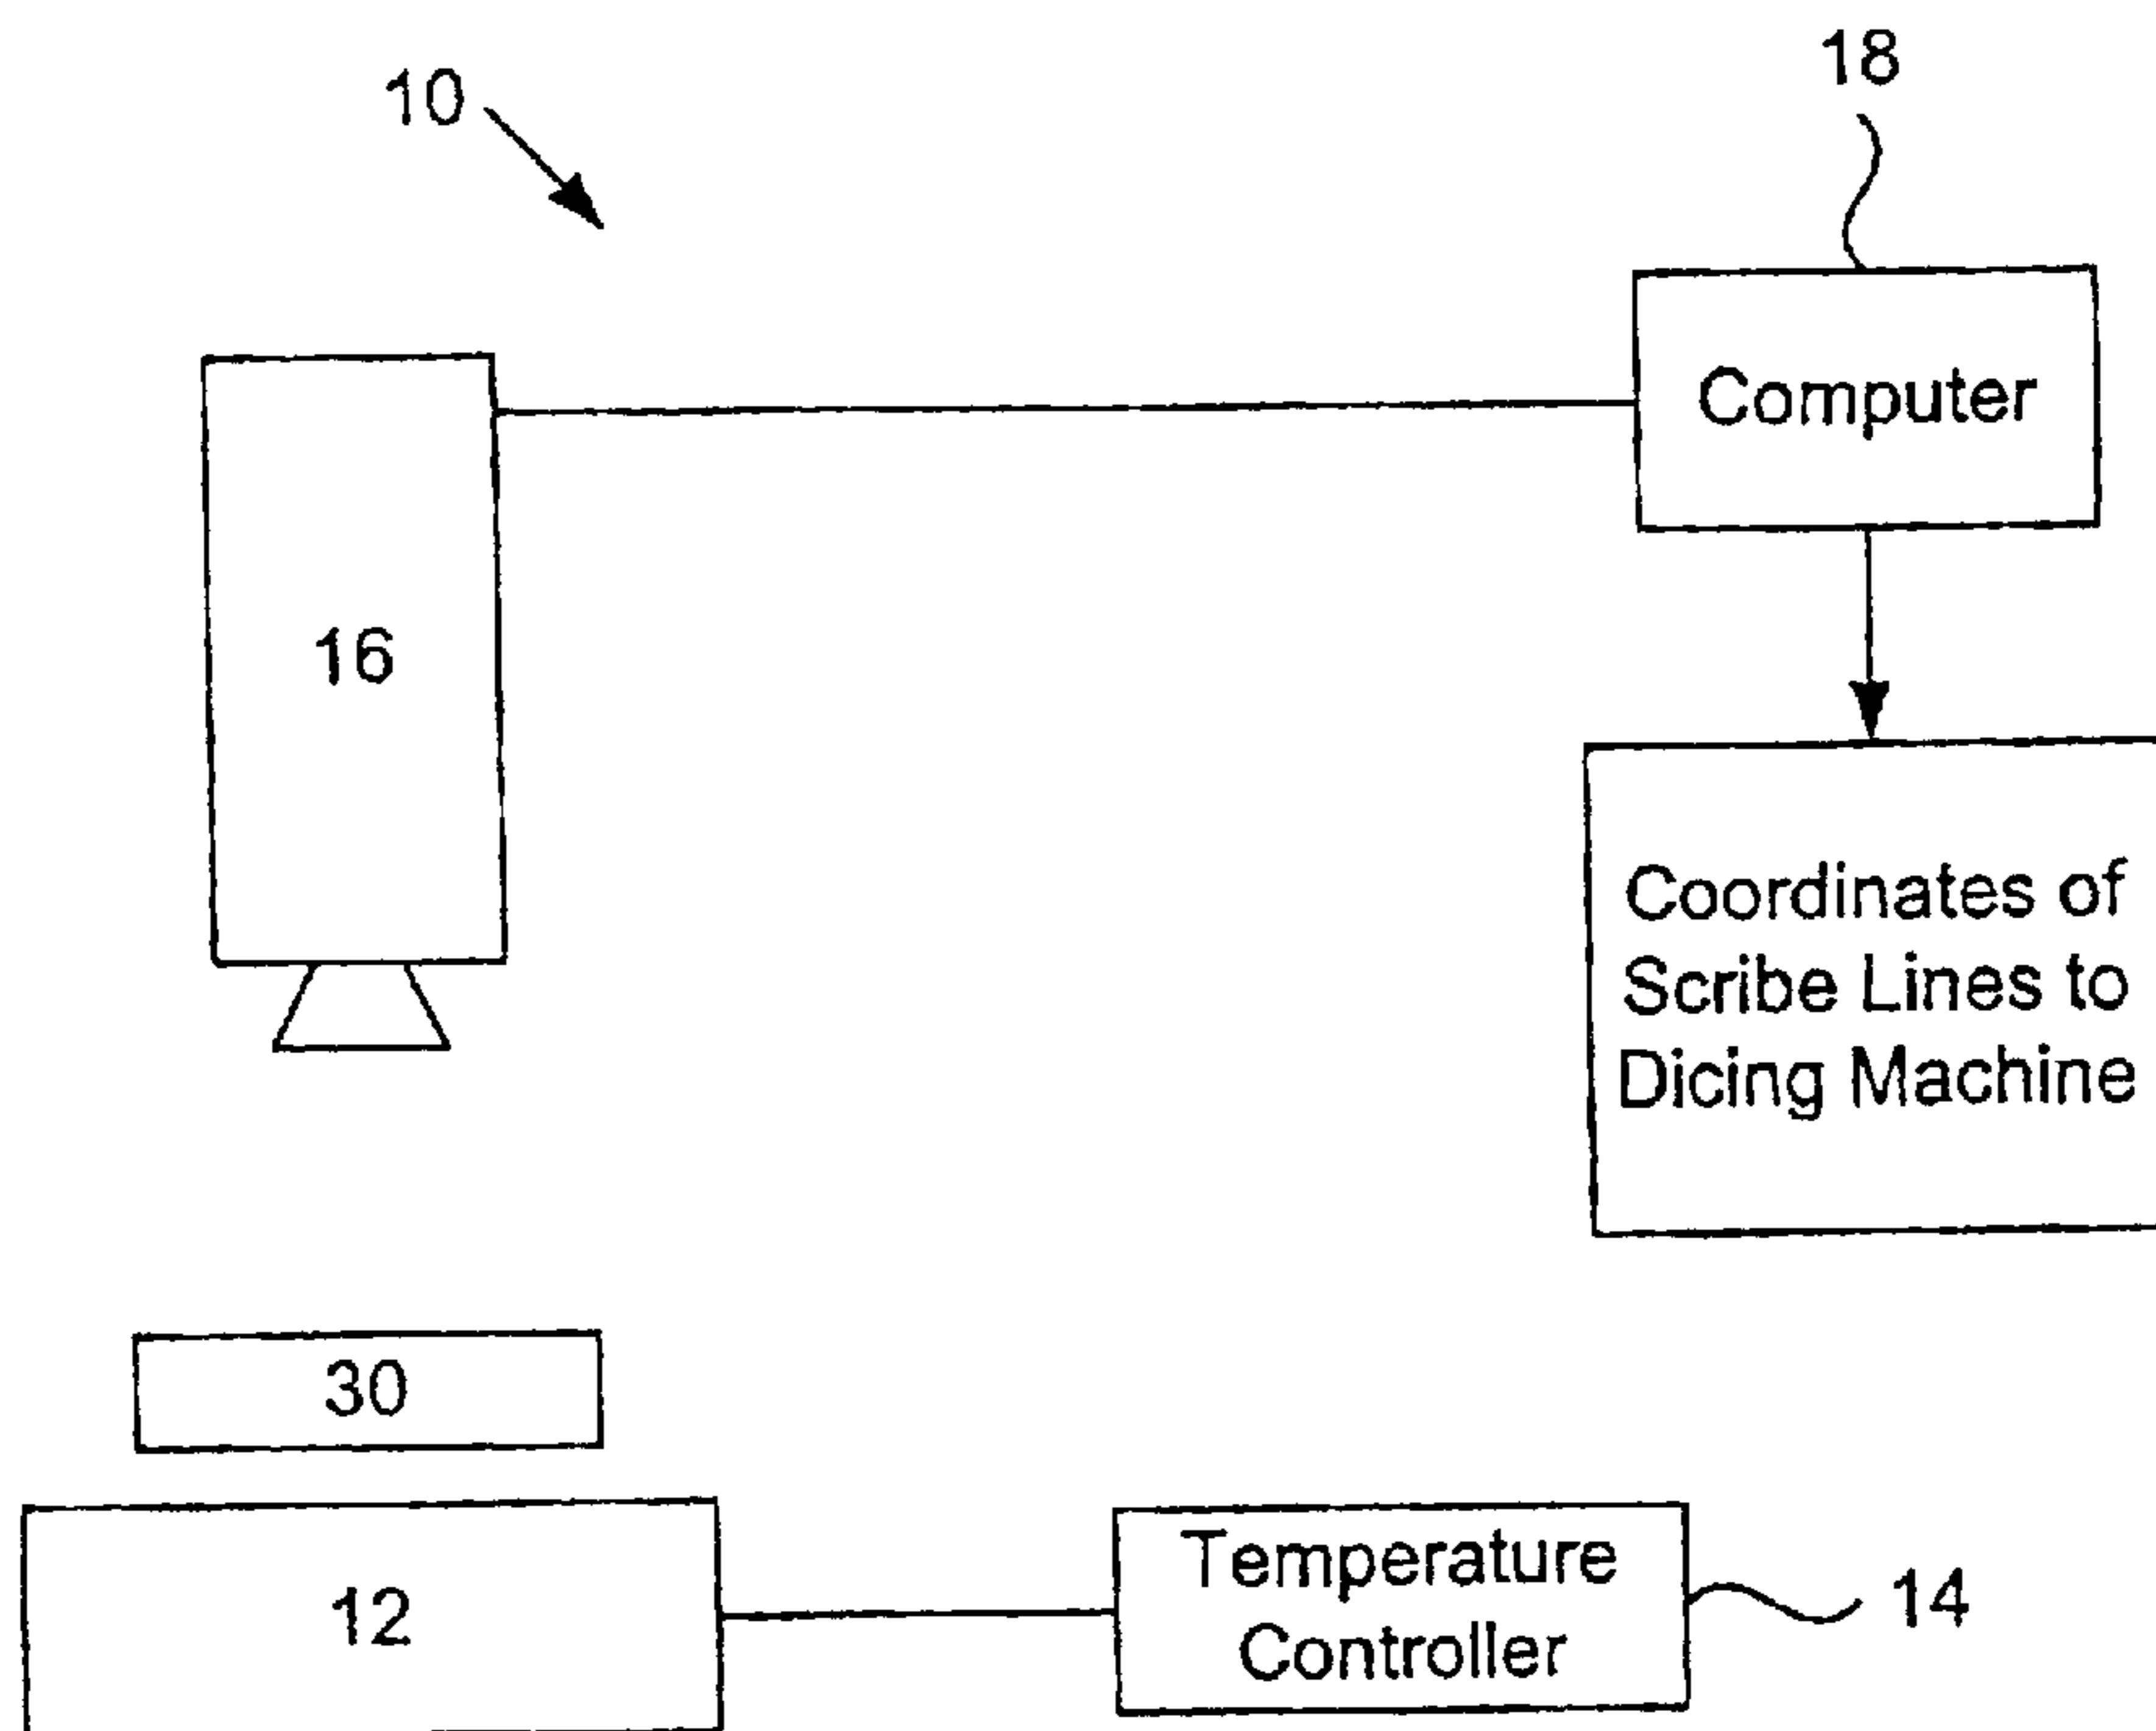 10
18
Computer
16
Coordinates of
Scribe Lines to
Dicing Machine
30
12
Temperature
Controller
14